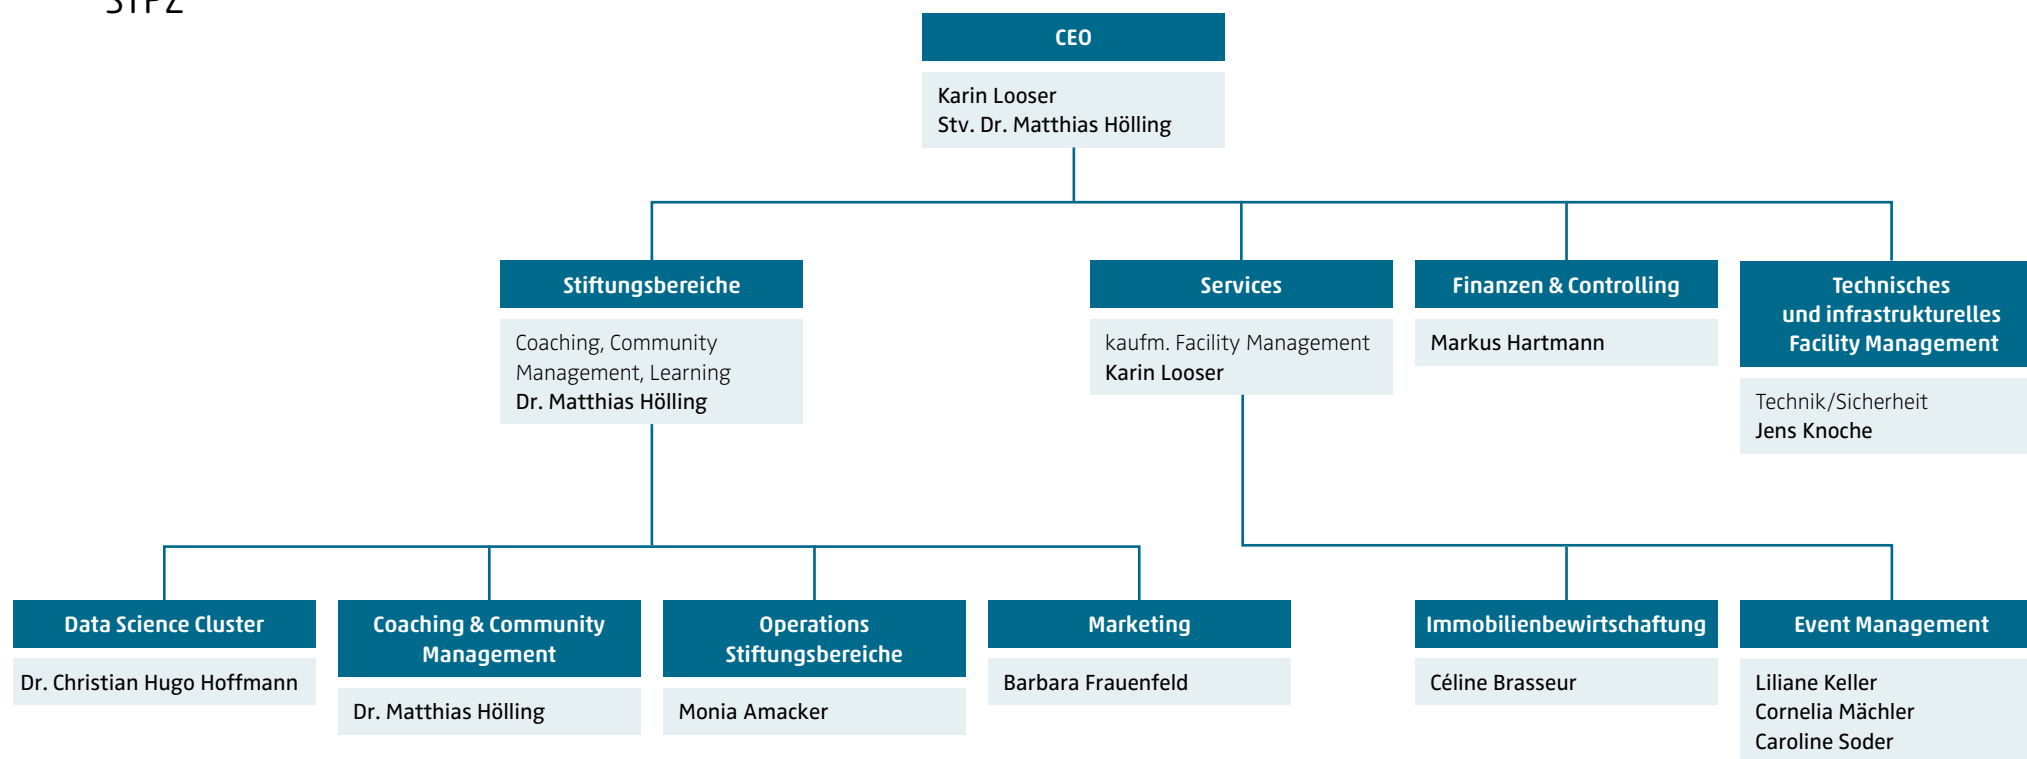 STPZ
CEO
Karin Looser
Stv. Dr. Matthias Hölling
Stiftungsbereiche
Coaching, Community
Management, Learning
Dr. Matthias Hölling
Services
kaufm. Facility Management
Karin Looser
Finanzen & Controlling
Markus Hartmann
Technisches
und infrastrukturelles
Facility Management
Technik/Sicherheit
Jens Knoche
Data Science Cluster
Dr. Christian Hugo Hoffmann
Coaching & Community
Management
Dr. Matthias Hölling
Operations
Stiftungsbereiche
Monia Amacker
Marketing
Barbara Frauenfeld
Immobilienbewirtschaftung
Céline Brasseur
Event Management
Liliane Keller
Cornelia Mächler
Caroline Soder